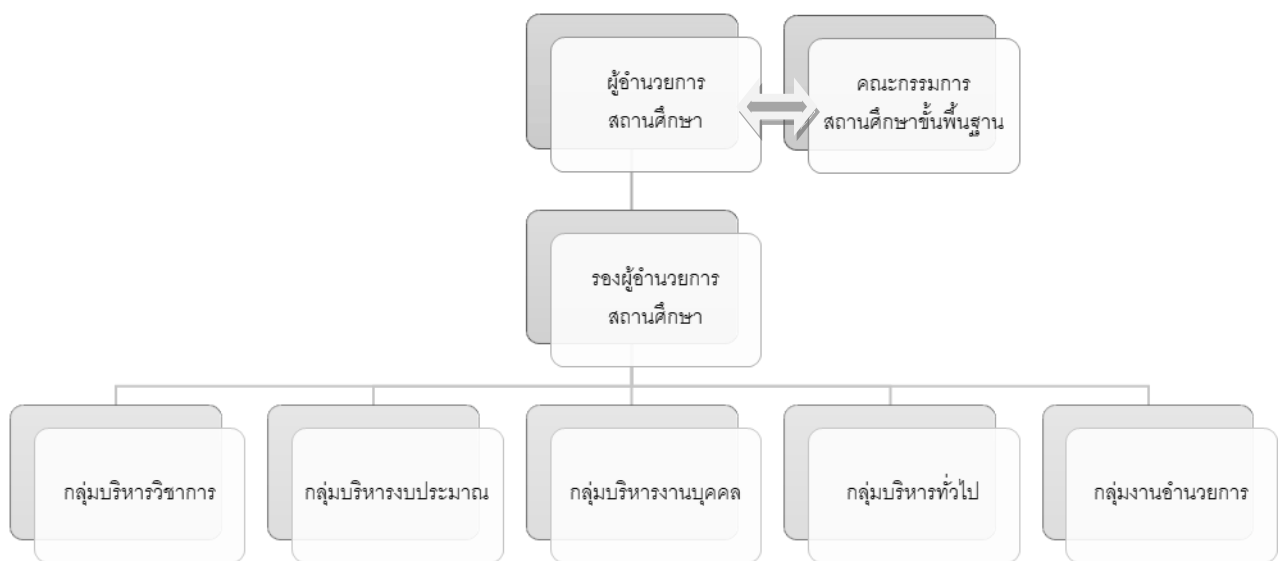 ผู้อำนวยการ
สถานศึกษา
คณะกรรมการ
สถานศึกษาขั้นพื้นฐาน
รองผู้อำนวยการ
สถานศึกษา
กลุ่มบริหารวิชาการ
กลุ่มบริหารงบประมาณ
กลุ่มบริหารงานบุคคล
กลุ่มบริหารทั่วไป
กลุ่มงานอำนวยการ